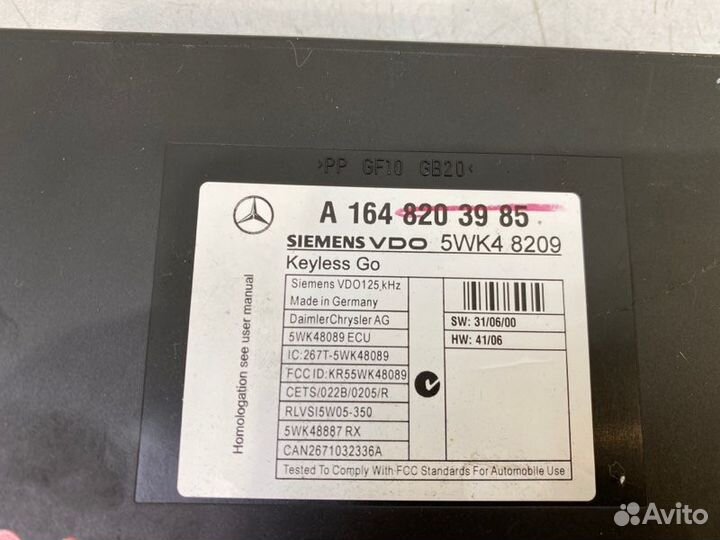 >PP GF10 GB20<
A 164 820 39 85
SIEMENS VDO 5WK4 8209
Keyless Go
Homologation see user manual
Siemens VDO125,kHz
Made in Germany
DaimlerChrysler AG
5WK48089 ECU
IC:267T-5WK48089
FCC ID:KR55WK48089
CETS/022B/0205/R
RLVSI5W05-350
5WK48887 RX
CAN2671032336A
SW: 31/06/00
HW: 41/06
Tested To Comply With FCC Standards For Automobile Use
Avito